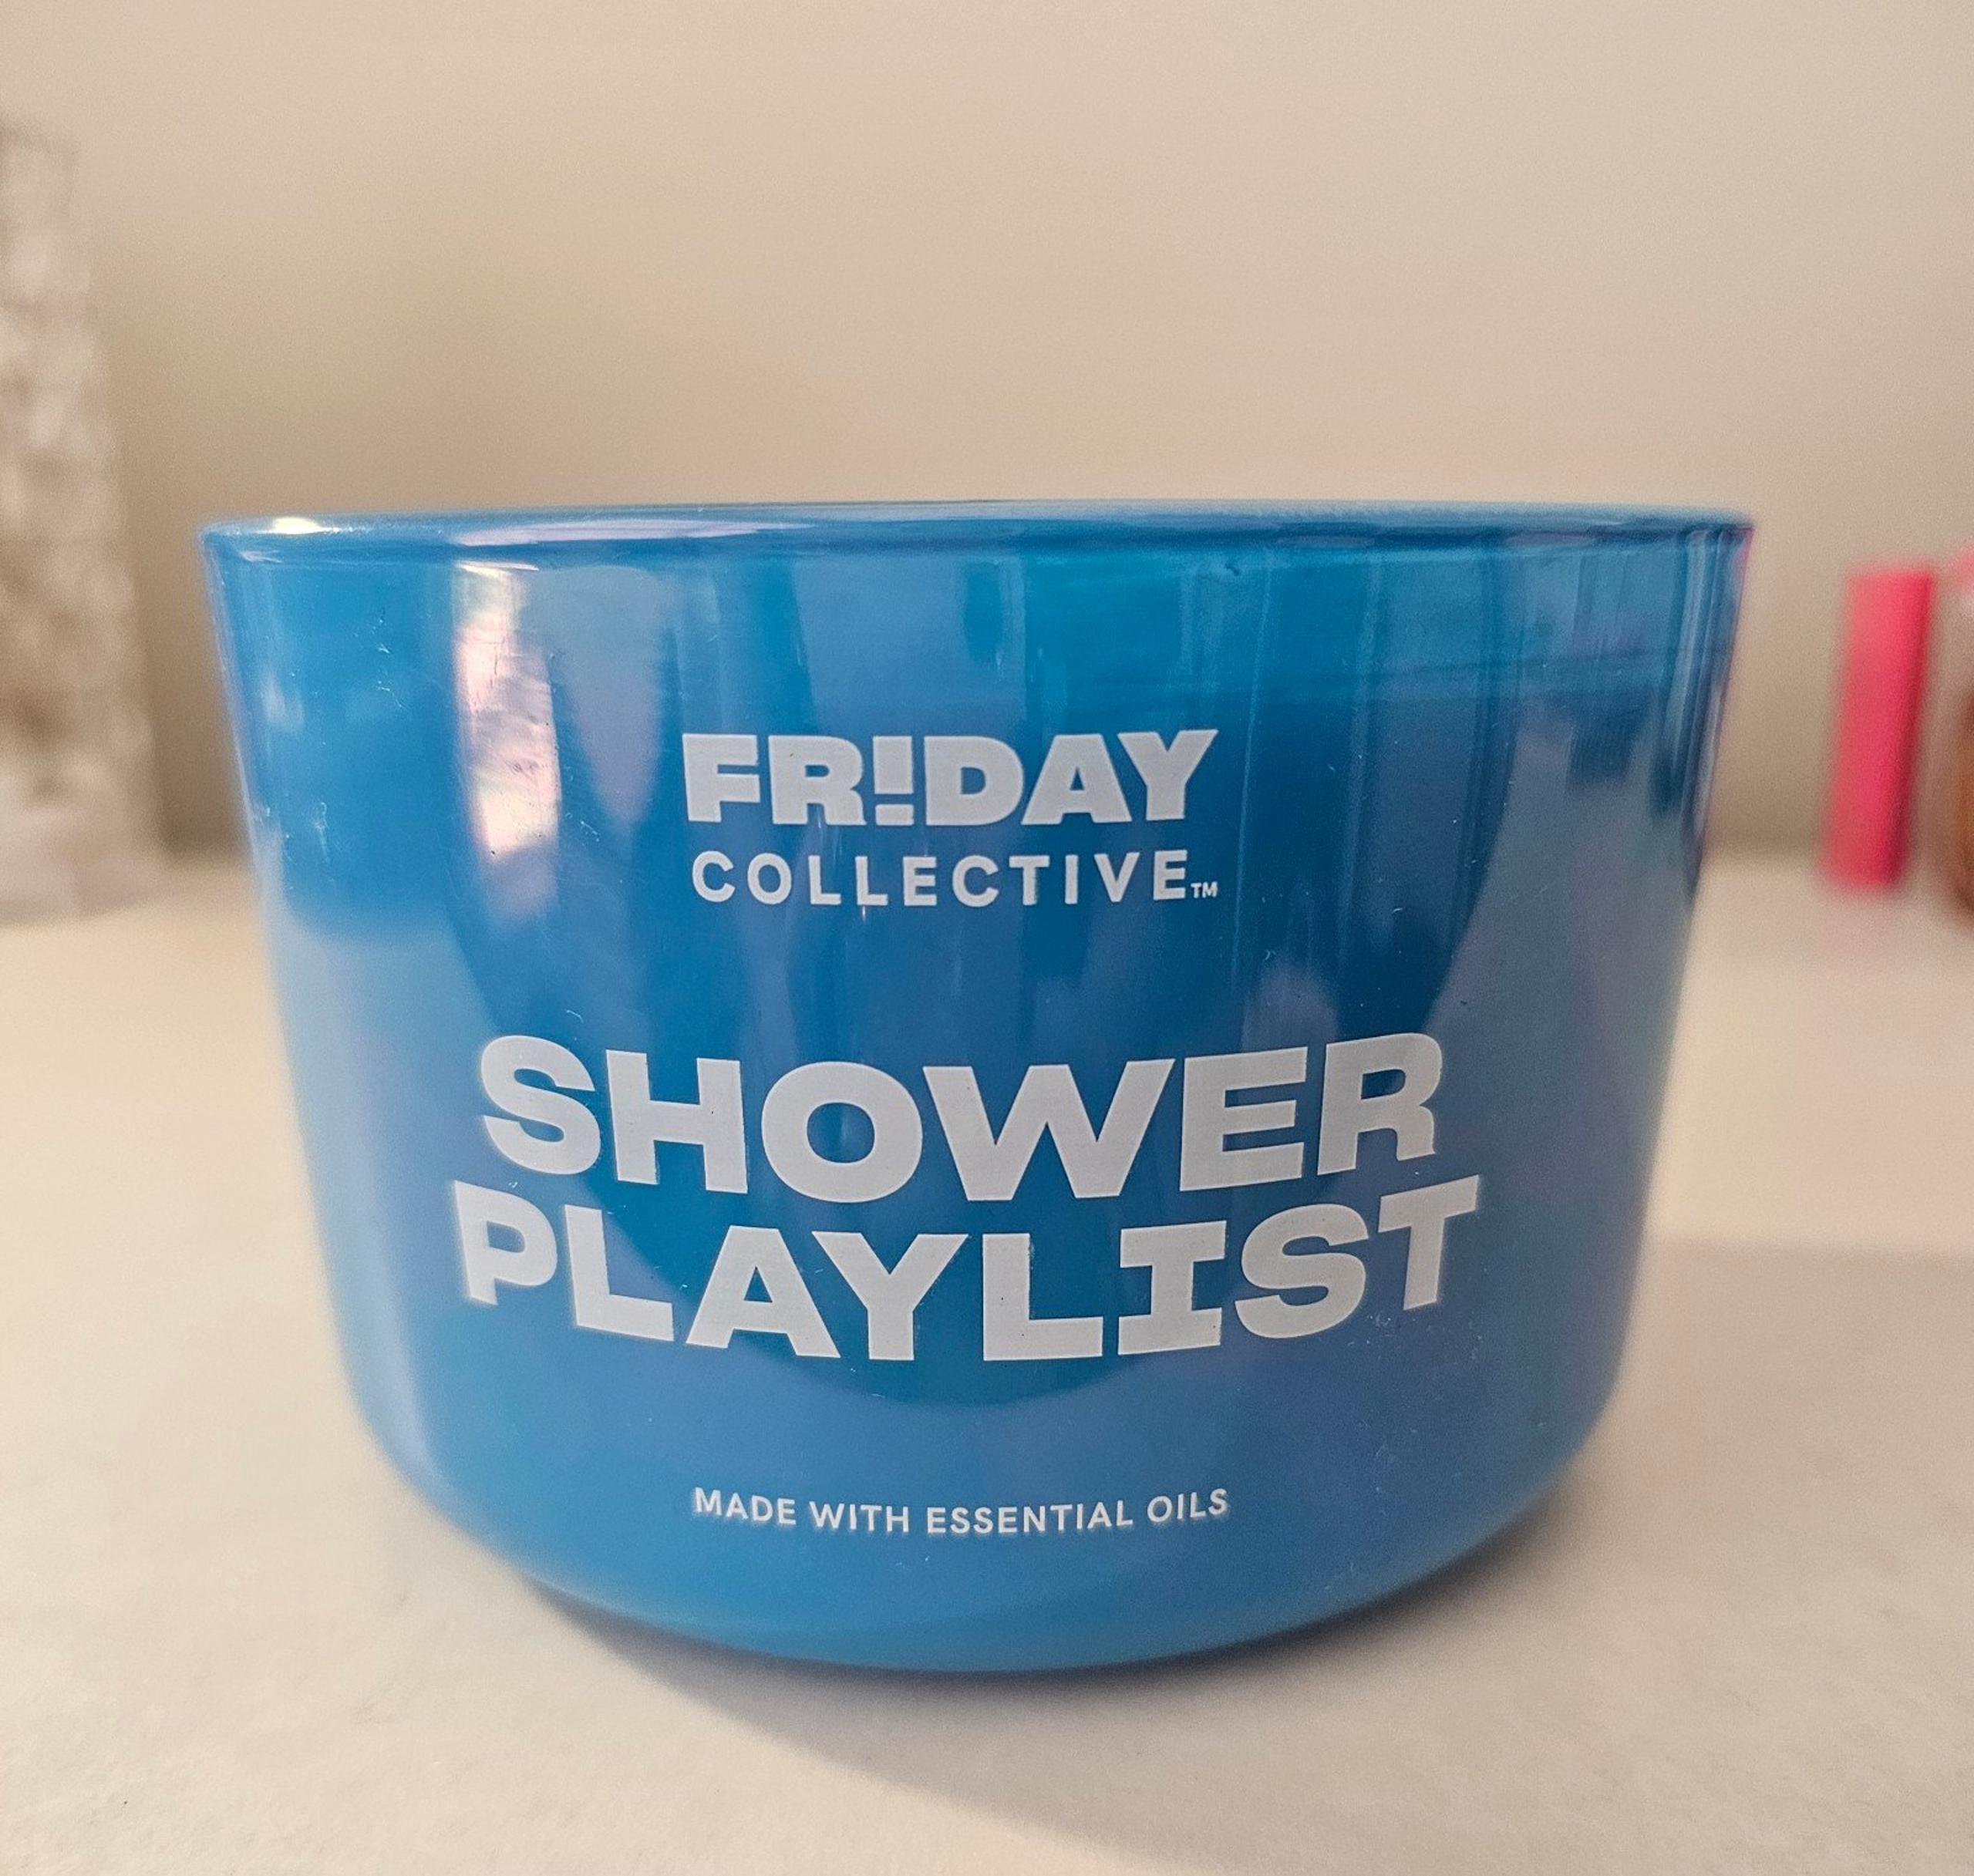 FR!DAY
COLLECTIVE™
SHOWER
PLAYLIST
MADE WITH ESSENTIAL OILS